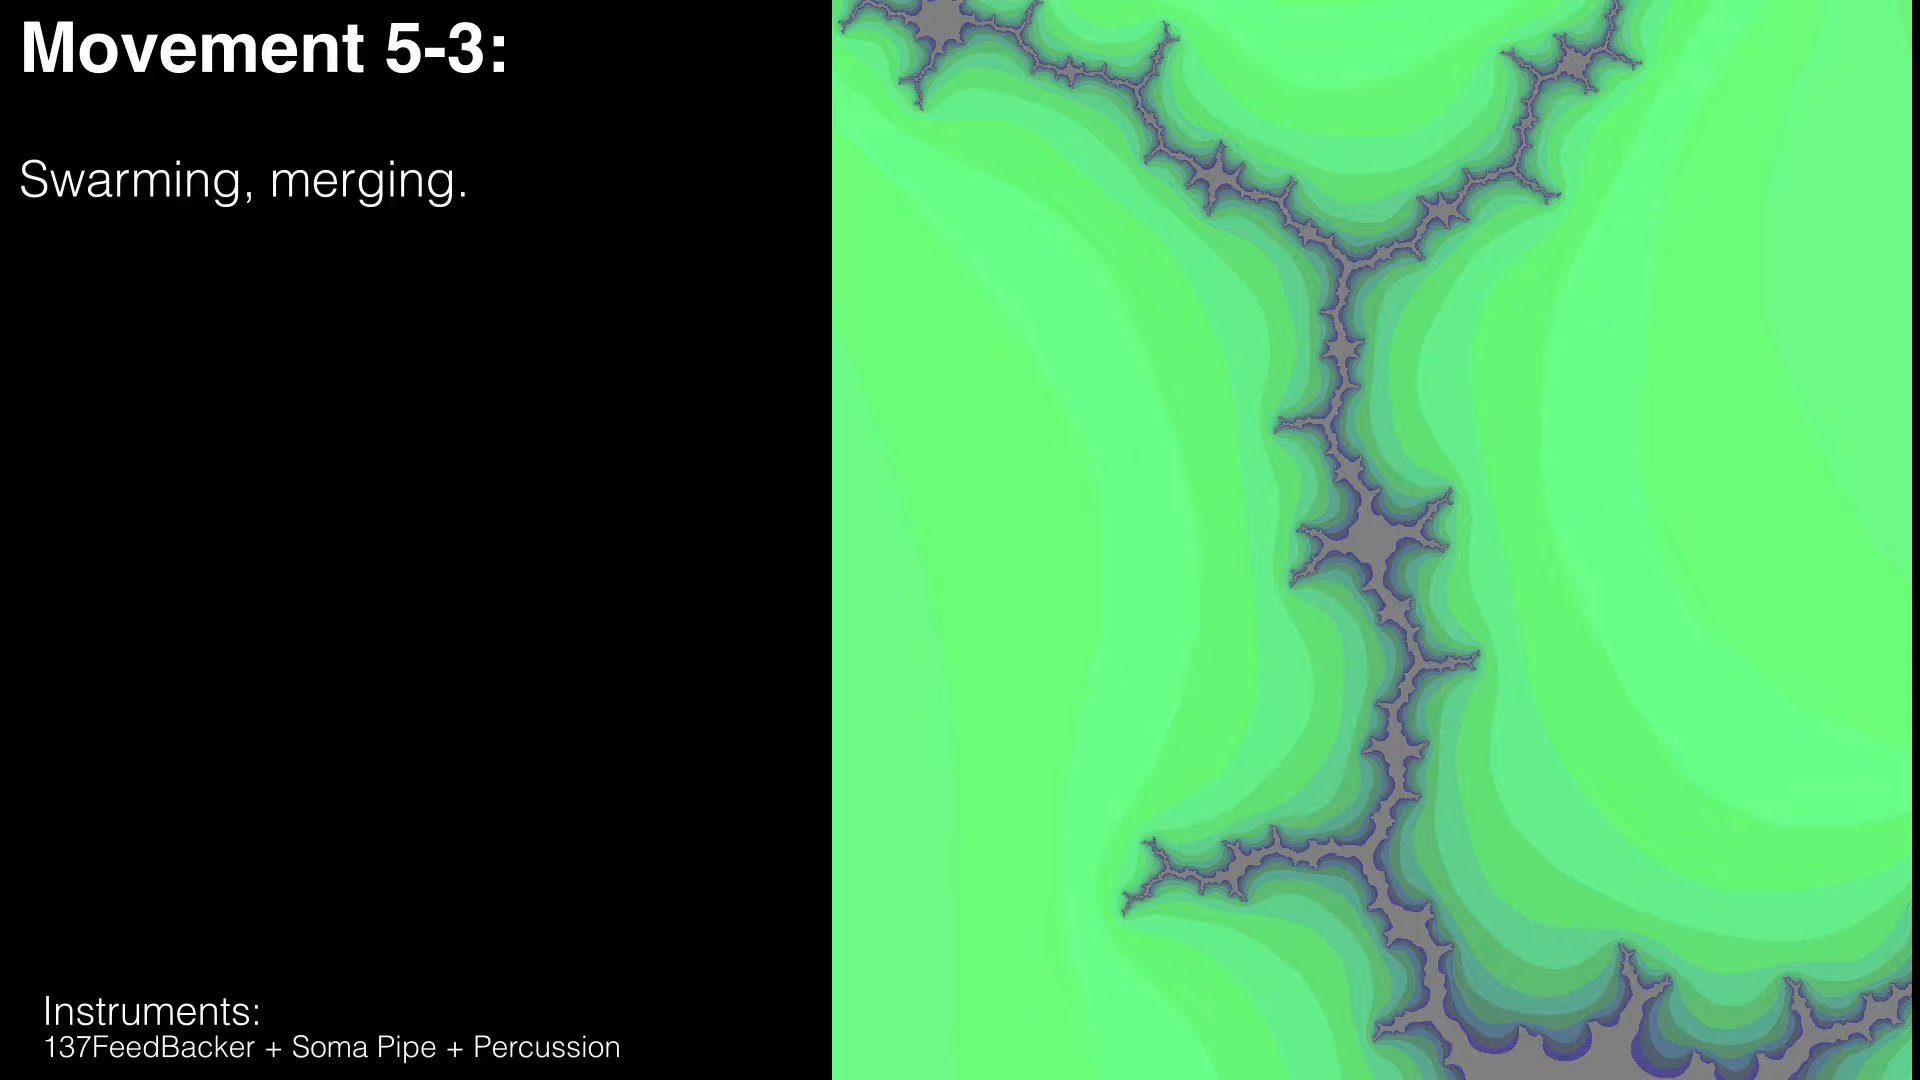 Movement 5-3:
Swarming, merging.
Instruments:
137FeedBacker + Soma Pipe + Percussion